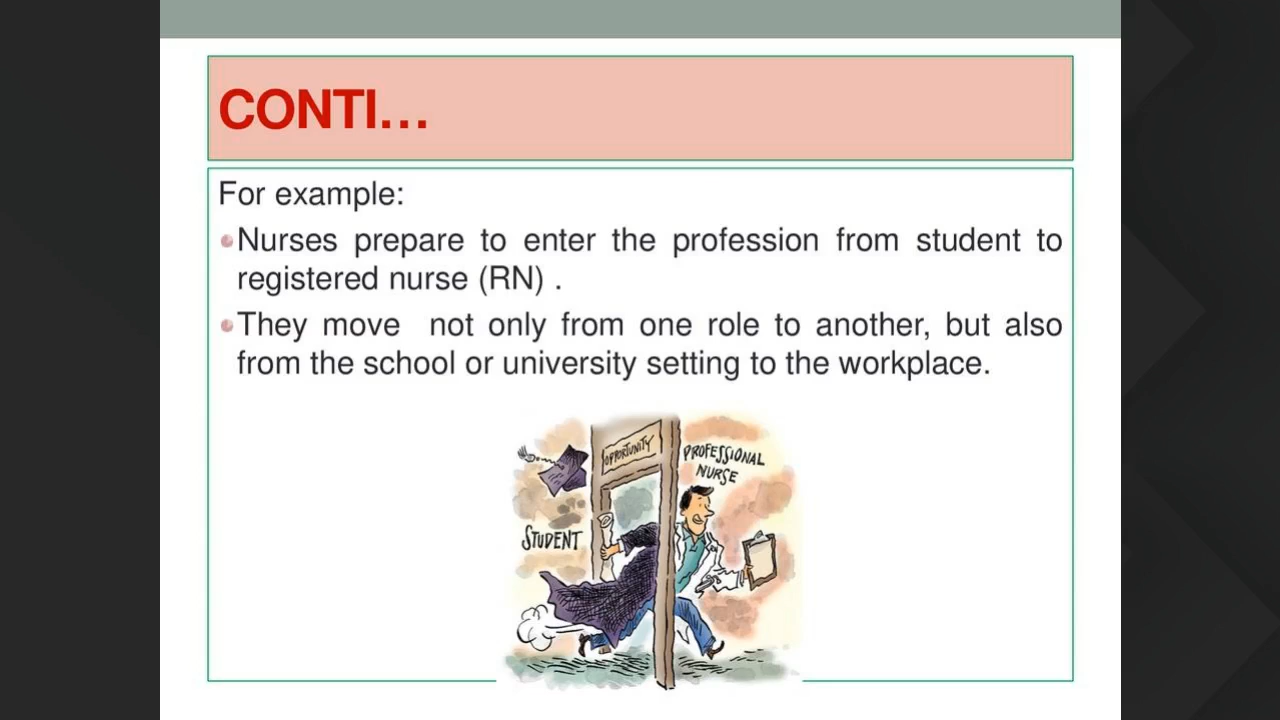 CONTI...
For example:
Nurses prepare to enter the profession from student to
registered nurse (RN) .
They move not only from one role to another, but also
from the school or university setting to the workplace.
OPPORTUNITY
PROFESSIONAL
NURSE
STUDENT